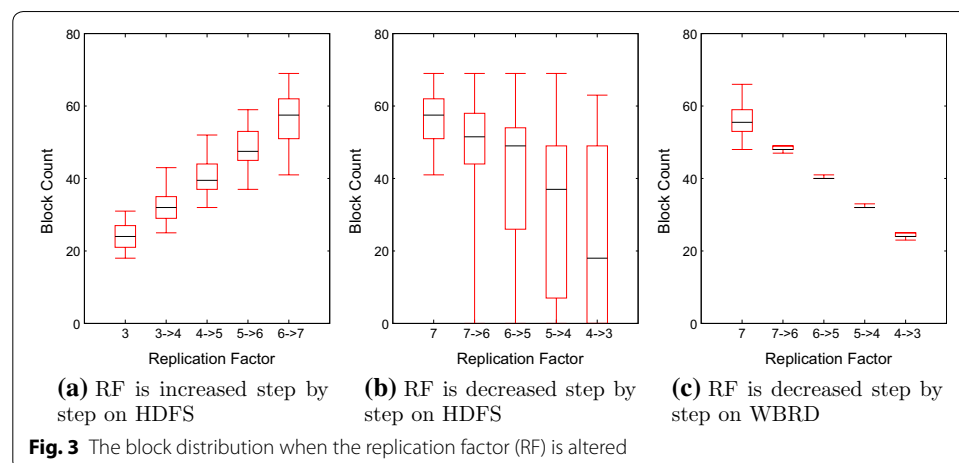 80
60
40
20
0
Block Count
3
3->4
4->5
5->6
6->7
Replication Factor
(a) RF is increased step by
step on HDFS
80
60
40
20
0
Block Count
7
7->6
6->5
5->4
4->3
Replication Factor
(b) RF is decreased step by
step on HDFS
80
60
40
20
0
Block Count
7
7->6
6->5
5->4
4->3
Replication Factor
(c) RF is decreased step by
step on WBRD
Fig. 3 The block distribution when the replication factor (RF) is altered